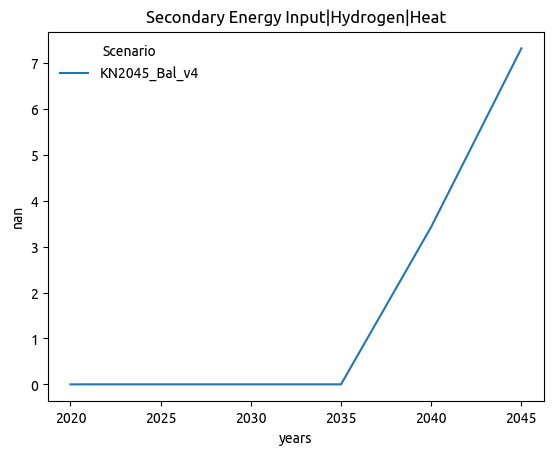 Secondary Energy Input|Hydrogen|Heat
Scenario
KN2045_Bal_v4
7
6
5
4
3
2
1
0
nan
2020 2025 2030 2035 2040 2045
years